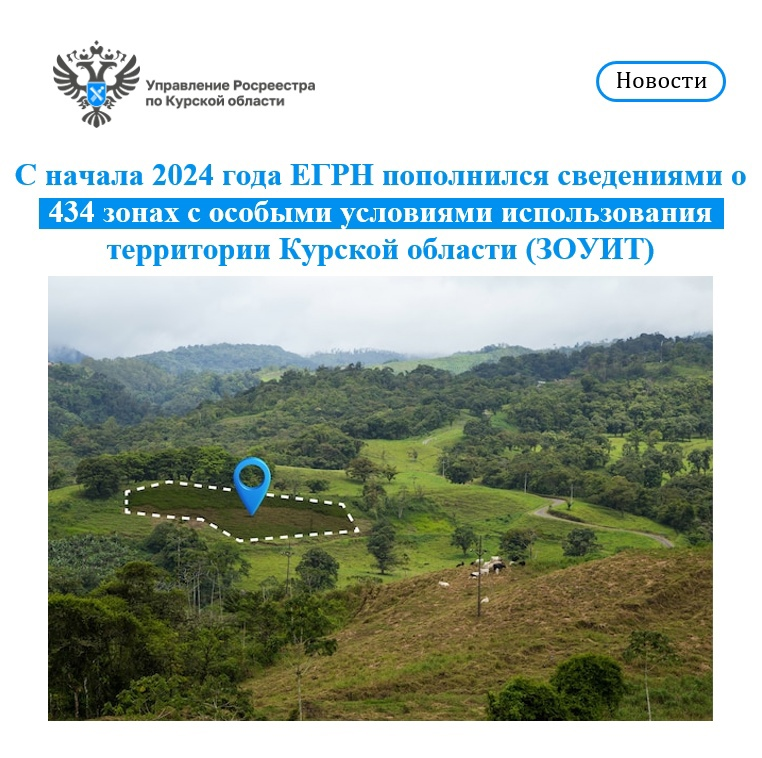 Управление Росреестра
по Курской области
Новости
С начала 2024 года ЕГРН пополнился сведениями о
434 зонах с особыми условиями использования
территории Курской области (ЗОУИТ)